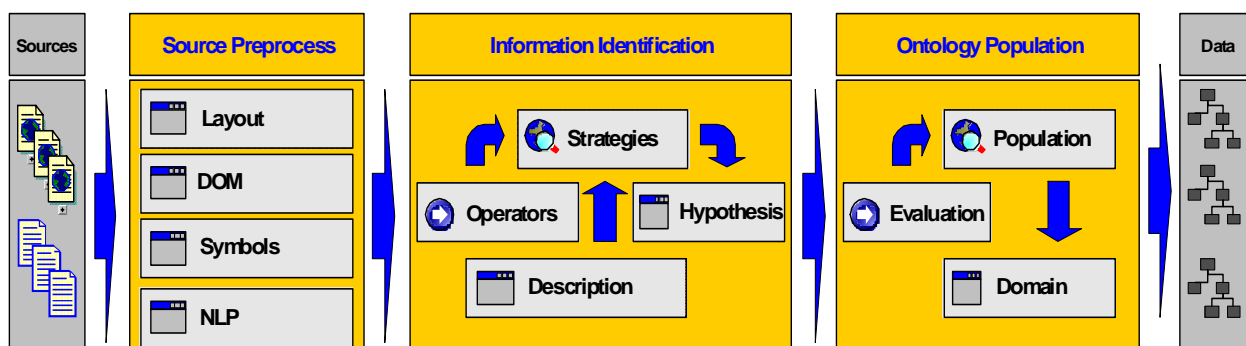 Sources
Source Preprocess
Information Identification
Ontology Population
Data
Layout
DOM
Symbols
NLP
Strategies
Operators
Hypothesis
Description
Population
Evaluation
Domain